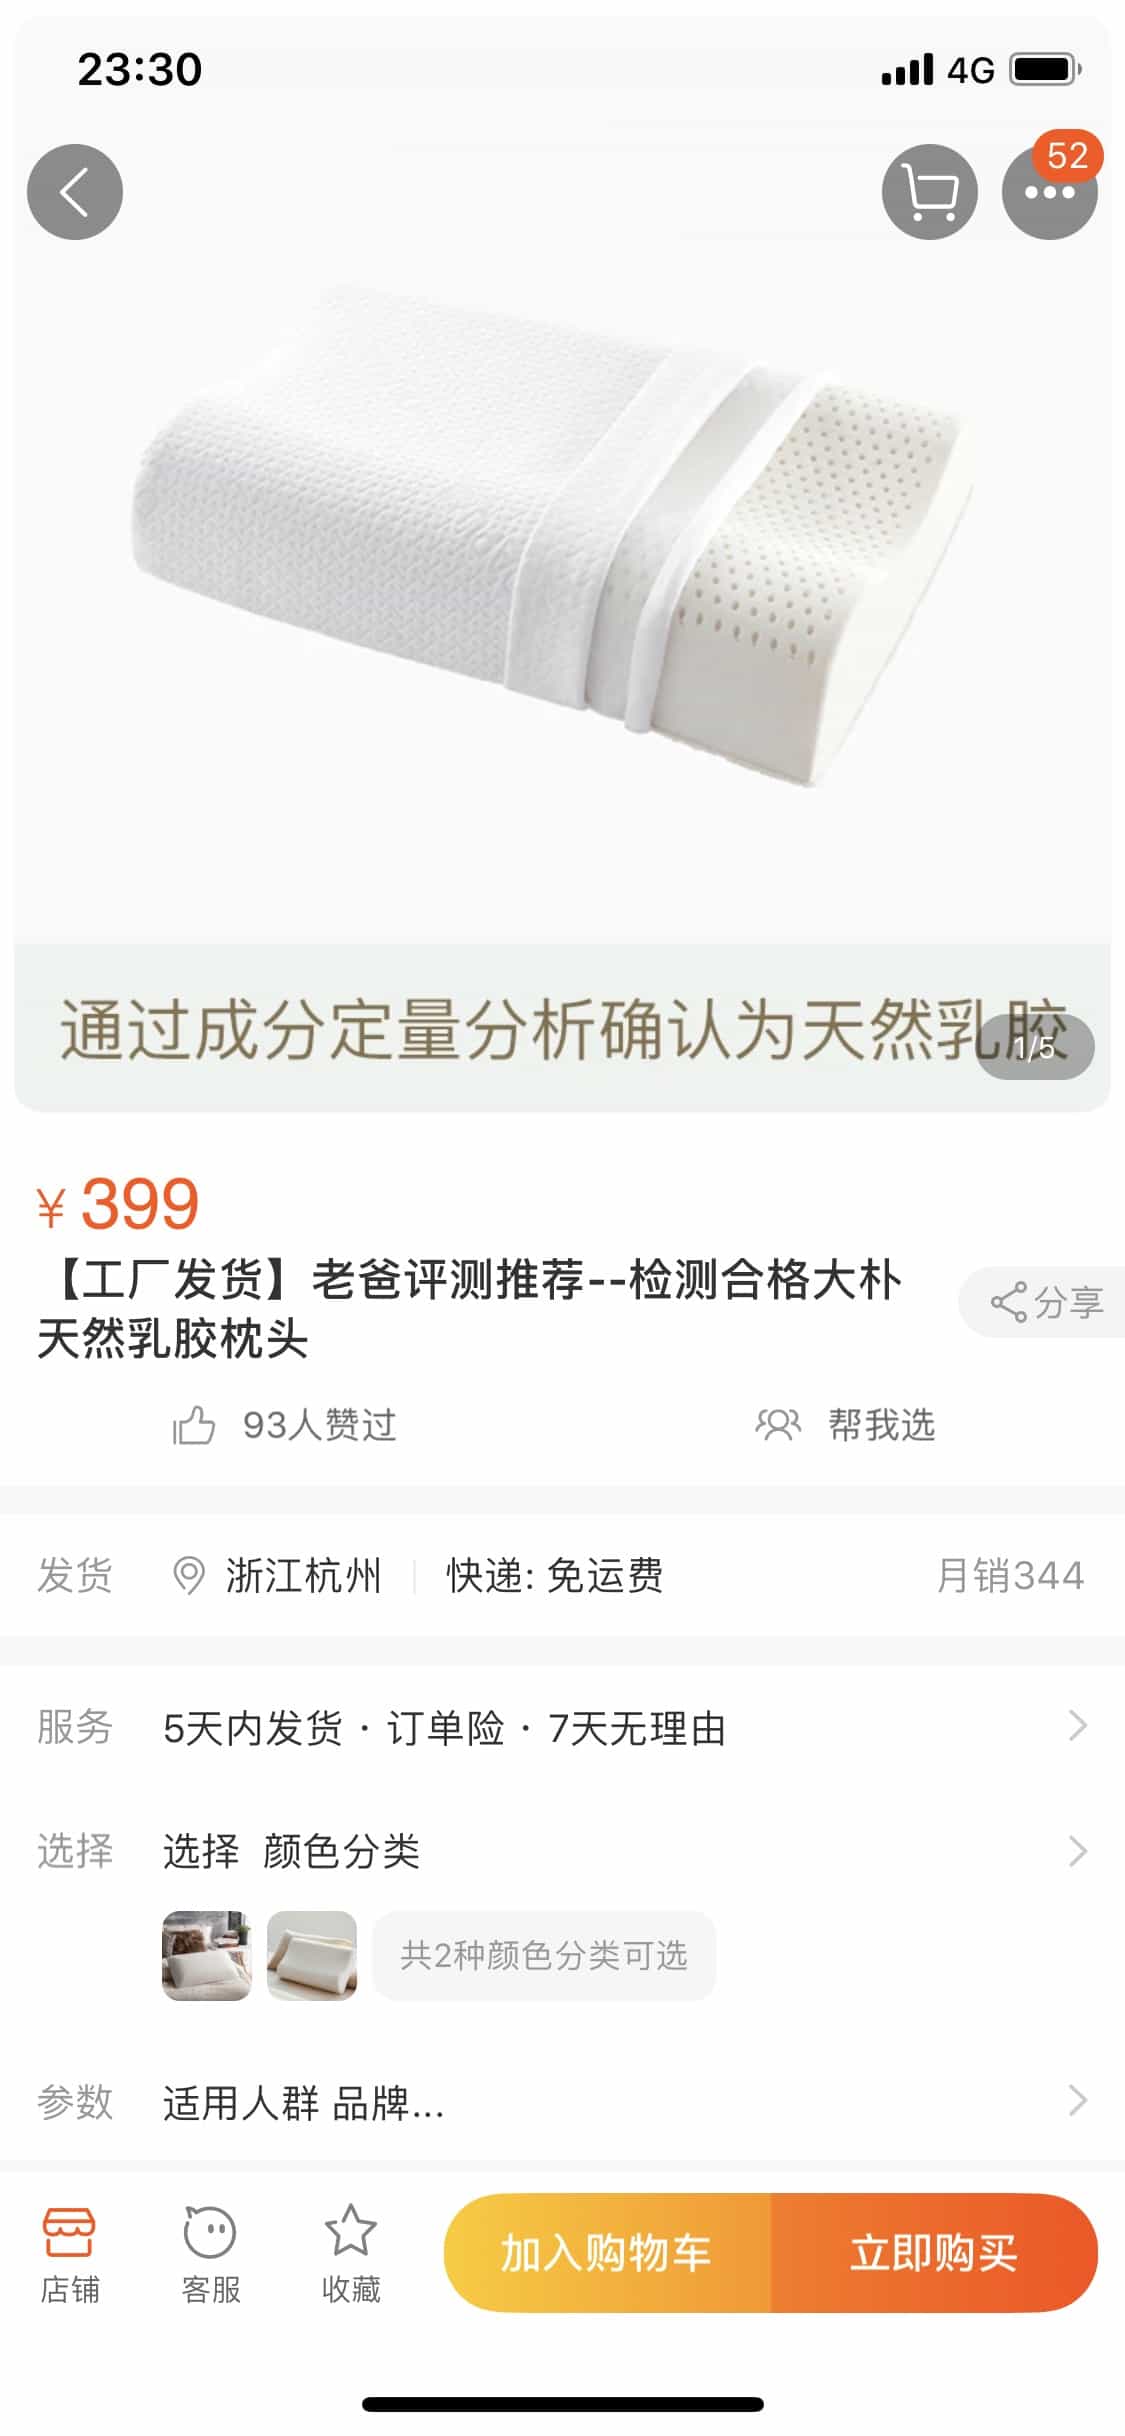 23:30
4G
52
通过成分定量分析确认为天然乳胶
1/5
¥399
【工厂发货】老爸评测推荐--检测合格大朴
天然乳胶枕头
分享
93人赞过
帮我选
发货 浙江杭州 快递: 免运费 月销344
服务 5天内发货 · 订单险 · 7天无理由
选择 选择 颜色分类
共2种颜色分类可选
参数 适用人群 品牌...
店铺
客服
收藏
加入购物车
立即购买